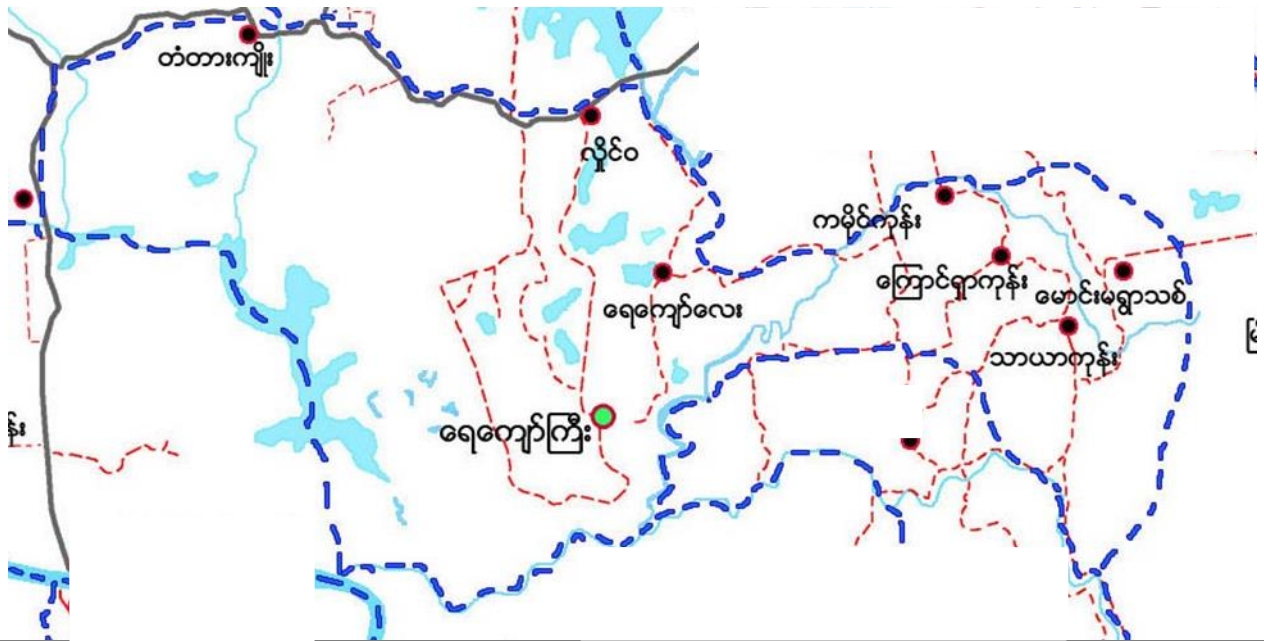 တံတားကျိုး
လှိုင်ဝ
ကမိုင်ကုန်း
ကြောင်ရှာကုန်း
မောင်းမရွာသစ်
ရေကျော်လေး
သာယာကုန်း
ရေကျော်ကြီး